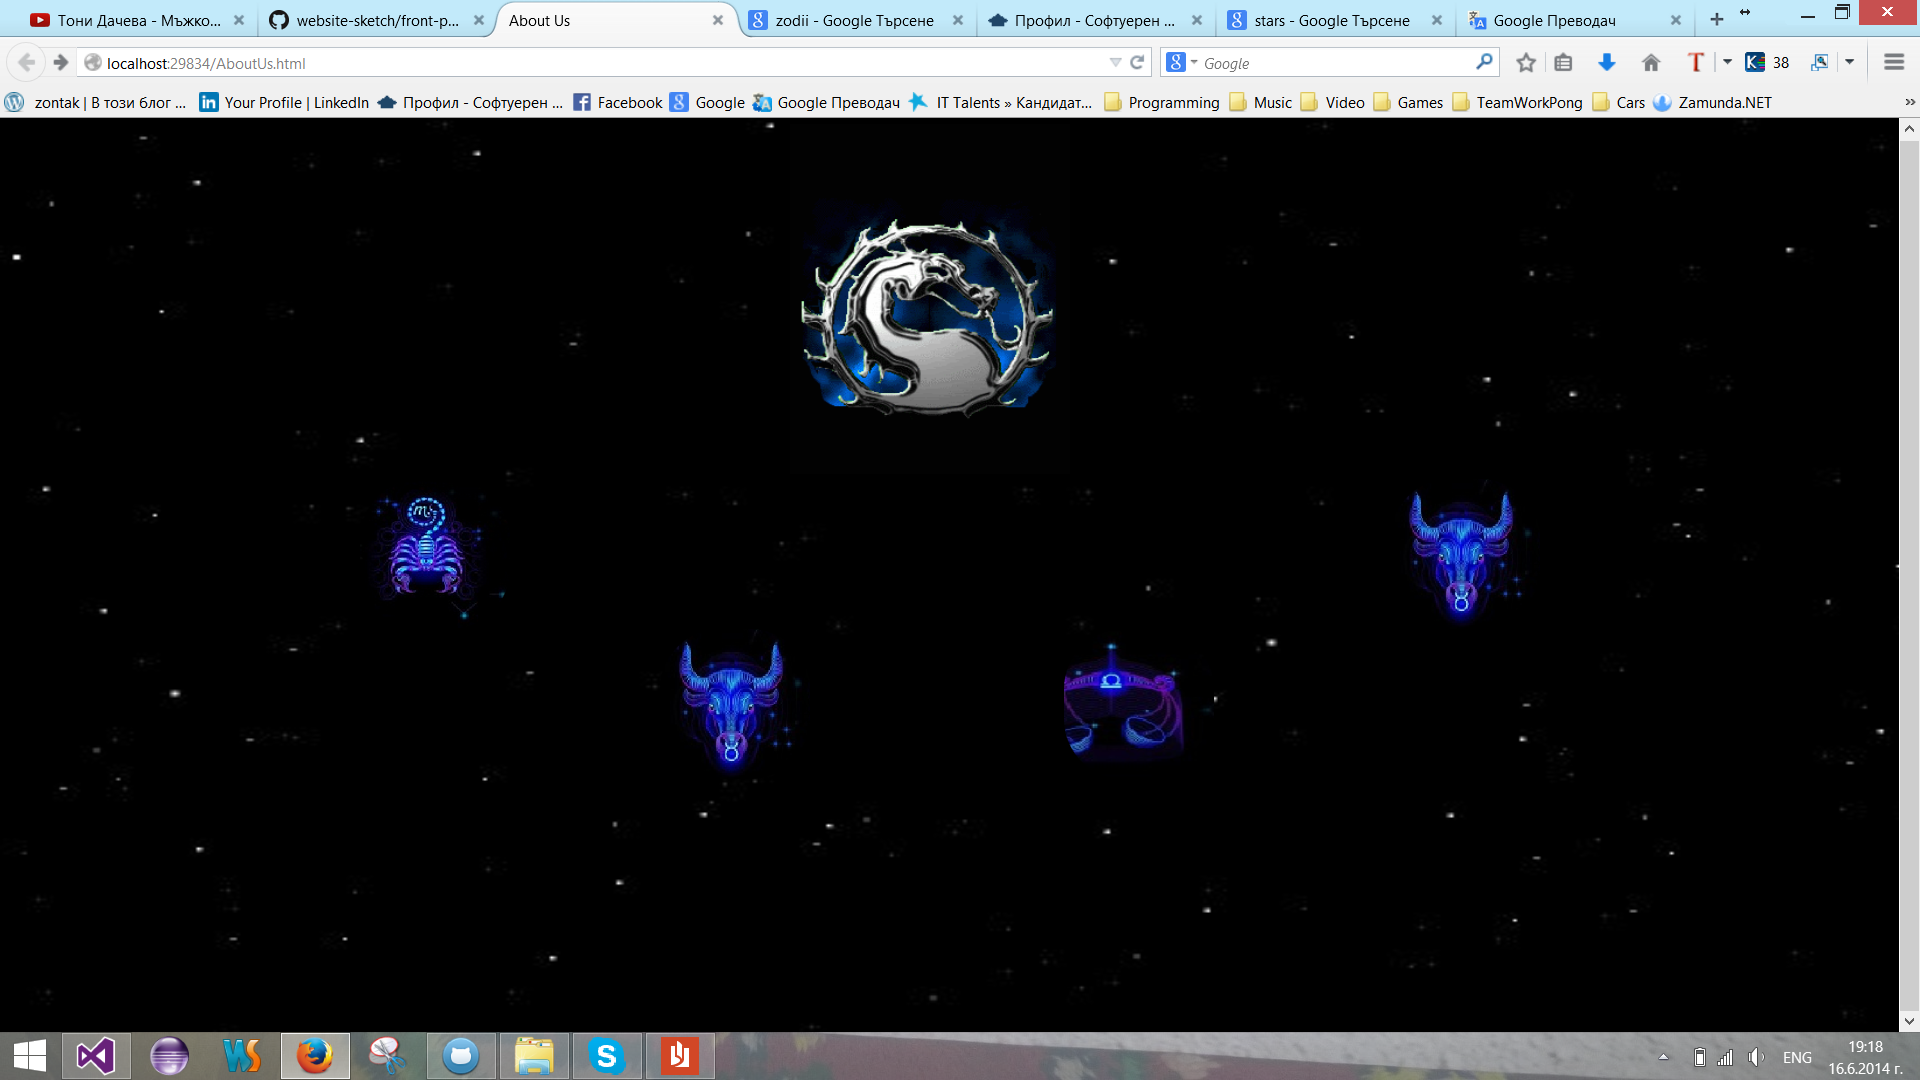 Тони Дачева - Мъжко... website-sketch/front-p... About Us zodii - Google Търсене Профил - Софтуерен ... stars - Google Търсене Google Преводач
localhost:29834/AboutUs.html Google 38
zontak | В този блог ... Your Profile | LinkedIn Профил - Софтуерен ... Facebook Google Google Преводач IT Talents » Кандидат... Programming Music Video Games TeamWorkPong Cars Zamunda.NET
ENG
19:18
16.6.2014 г.